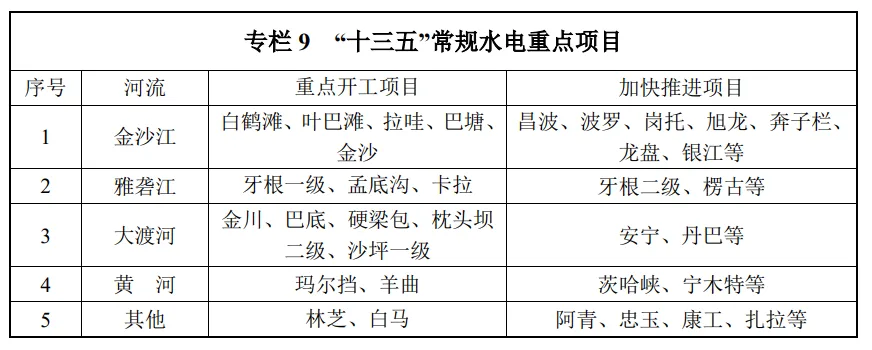 专栏 9 “十三五”常规水电重点项目
序号 河流 重点开工项目 加快推进项目
1 金沙江 白鹤滩、叶巴滩、拉哇、巴塘、金沙 昌波、波罗、岗托、旭龙、奔子栏、龙盘、银江等
2 雅砻江 牙根一级、孟底沟、卡拉 牙根二级、楞古等
3 大渡河 金川、巴底、硬梁包、枕头坝二级、沙坪一级 安宁、丹巴等
4 黄 河 玛尔挡、羊曲 茨哈峡、宁木特等
5 其他 林芝、白马 阿青、忠玉、康工、扎拉等